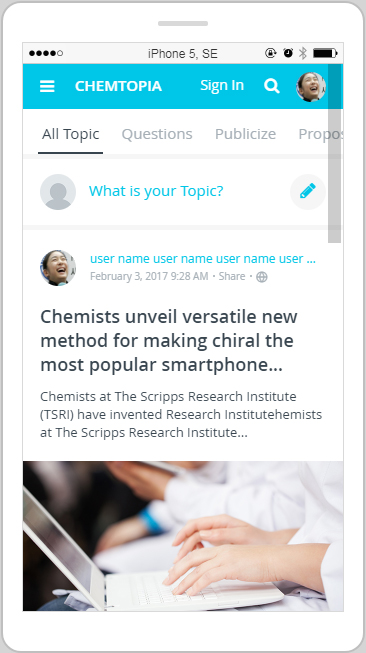 iPhone 5, SE
CHEMTOPIA Sign In
All Topic Questions Publicize Propos
What is your Topic?
user name user name user name user ...
February 3, 2017 9:28 AM · Share ·
Chemists unveil versatile new
method for making chiral the
most popular smartphone...
Chemists at The Scripps Research Institute
(TSRI) have invented Research Institutehemists
at The Scripps Research Institute...